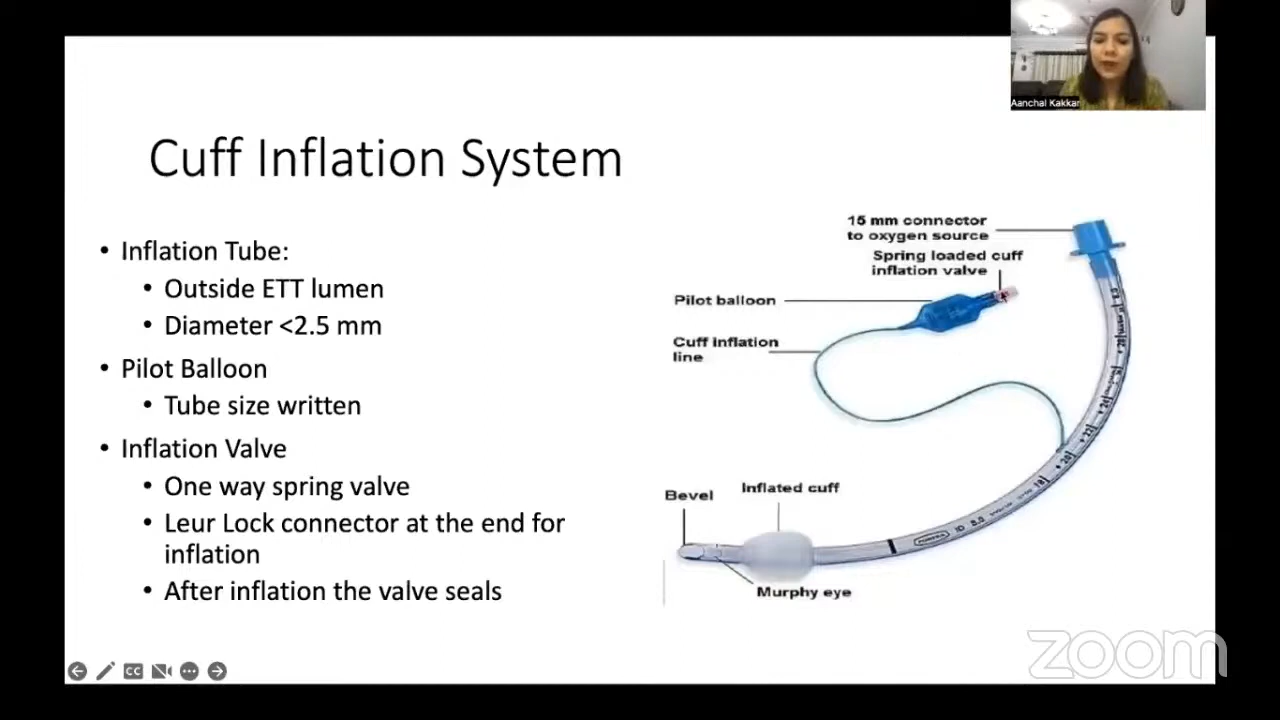 Aanchal Kakkar
Cuff Inflation System
• Inflation Tube:
• Outside ETT lumen
• Diameter <2.5 mm
• Pilot Balloon
• Tube size written
• Inflation Valve
• One way spring valve
• Leur Lock connector at the end for
inflation
• After inflation the valve seals
15 mm connector
to oxygen source
Spring loaded cuff
inflation valve
Pilot balloon
Cuff inflation
line
Bevel
Inflated cuff
Murphy eye
CC
zoom